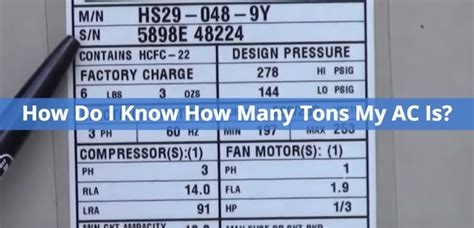 M/N HS29-048-9Y
S/N 5898E 48224
CONTAINS HCFC-22 DESIGN PRESSURE
FACTORY CHARGE 278 HI PSIG
6 LBS 3 OZS 144 LO PSIG
How Do I Know How Many Tons My AC Is?
3 PH 60 HZ MIN 197 MAX 253
COMPRESSOR(S):(1) FAN MOTOR(S): (1)
PH 3 PH 1
RLA 14.0 FLA 1.9
LRA 91 HP 1/3